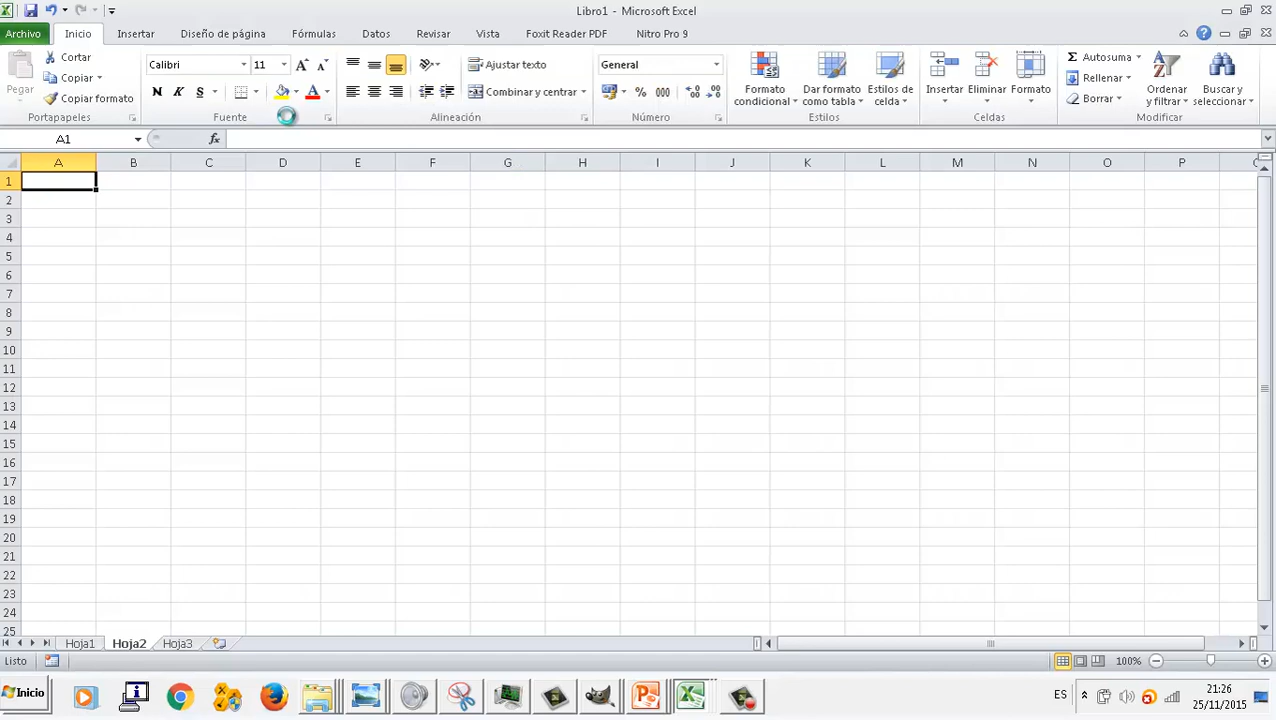 Libro1 - Microsoft Excel
Archivo Inicio Insertar Diseño de página Fórmulas Datos Revisar Vista Foxit Reader PDF Nitro Pro 9
Pegar
Cortar
Copiar
Copiar formato
Portapapeles
Calibri 11
N K S
Fuente
Ajustar texto
Combinar y centrar
Alineación
General
% 000
Número
Formato condicional
Dar formato como tabla
Estilos de celda
Estilos
Insertar Eliminar Formato
Celdas
Autosuma
Rellenar
Borrar
Ordenar y filtrar
Buscar y seleccionar
Modificar
A1 fx
A B C D E F G H I J K L M N O P
1
2
3
4
5
6
7
8
9
10
11
12
13
14
15
16
17
18
19
20
21
22
23
24
25
Hoja1 Hoja2 Hoja3
Listo 100%
Inicio ES 21:26
25/11/2015